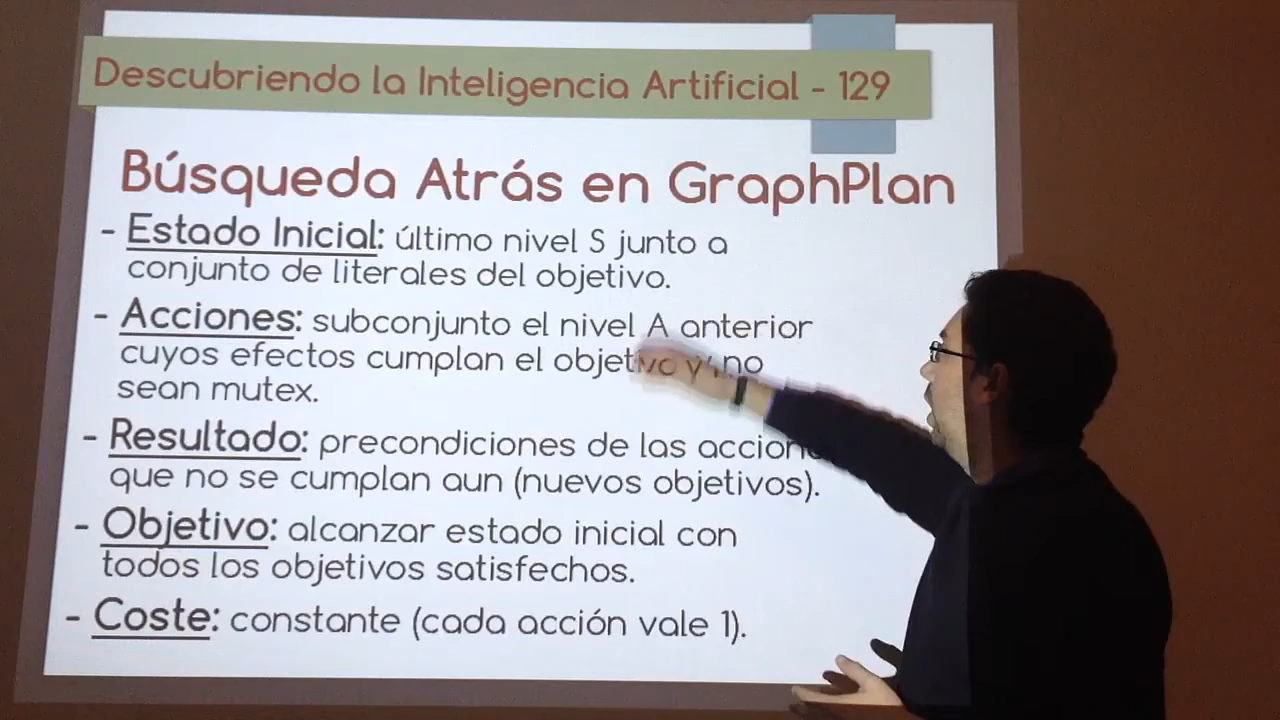 Descubriendo la Inteligencia Artificial - 129
Búsqueda Atrás en GraphPlan
- Estado Inicial: último nivel S junto a
conjunto de literales del objetivo.
- Acciones: subconjunto el nivel A anterior
cuyos efectos cumplan el objetivo y no
sean mutex.
- Resultado: precondiciones de las
que no se cumplan aun (nuevos objetivos).
- Objetivo: alcanzar estado inicial con
todos los objetivos satisfechos.
- Coste: constante (cada acción vale 1).